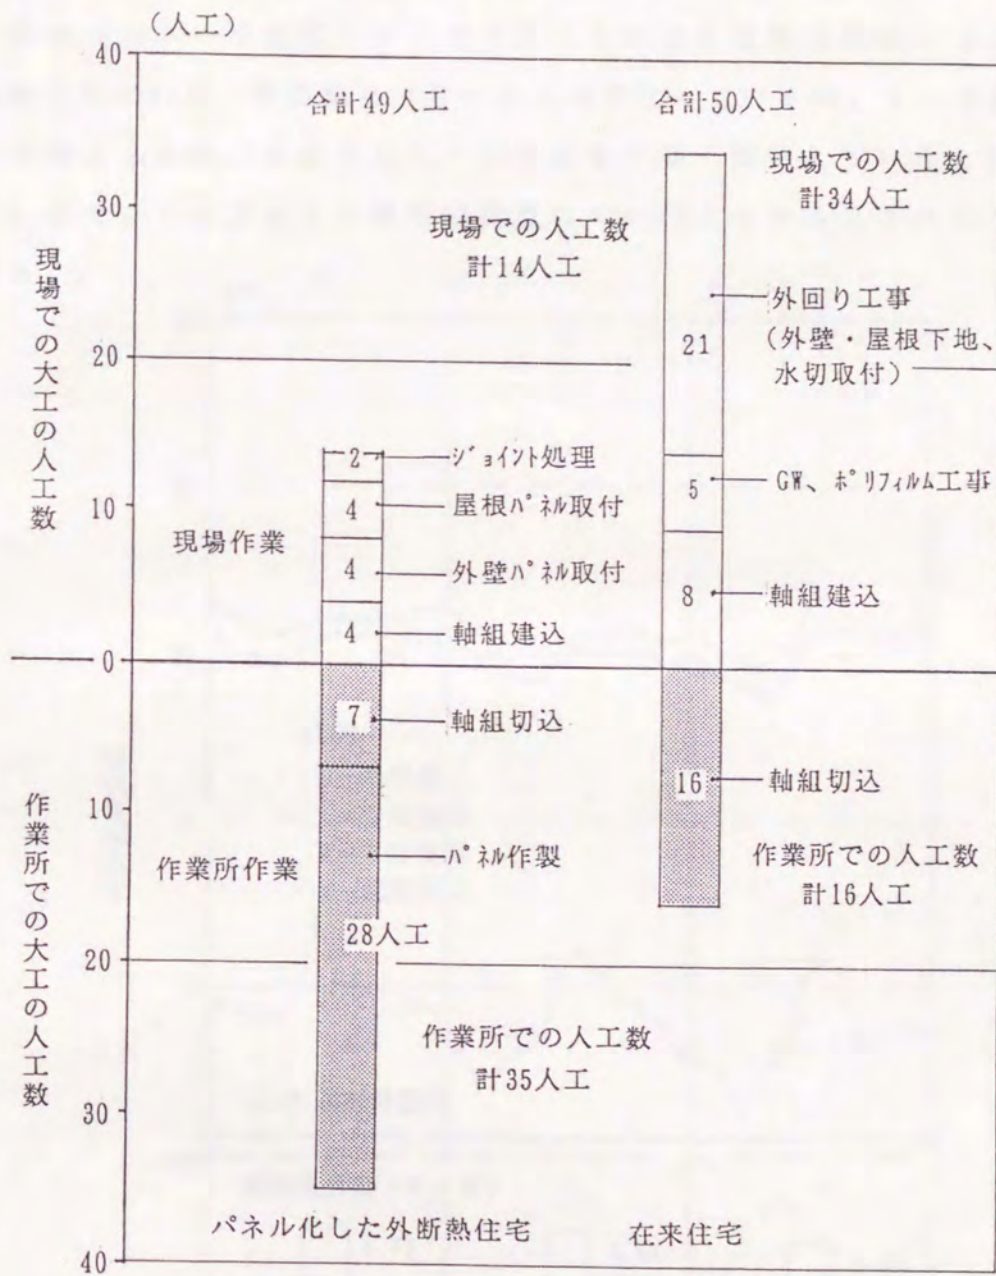 (人工)
40
合計49人工
合計50人工
現場での人工数
計34人工
30
現場での人工数
計14人工
外回り工事
(外壁・屋根下地、
水切取付)
21
20
現場での大工の人工数
2
ジョイント処理
5
GW、ポリフィルム工事
4
屋根パネル取付
10
現場作業
4
外壁パネル取付
8
軸組建込
4
軸組建込
0
7
軸組切込
16
軸組切込
10
作業所での大工の人工数
作業所作業
パネル作製
作業所での人工数
計16人工
28人工
20
作業所での人工数
計35人工
30
パネル化した外断熱住宅
在来住宅
40